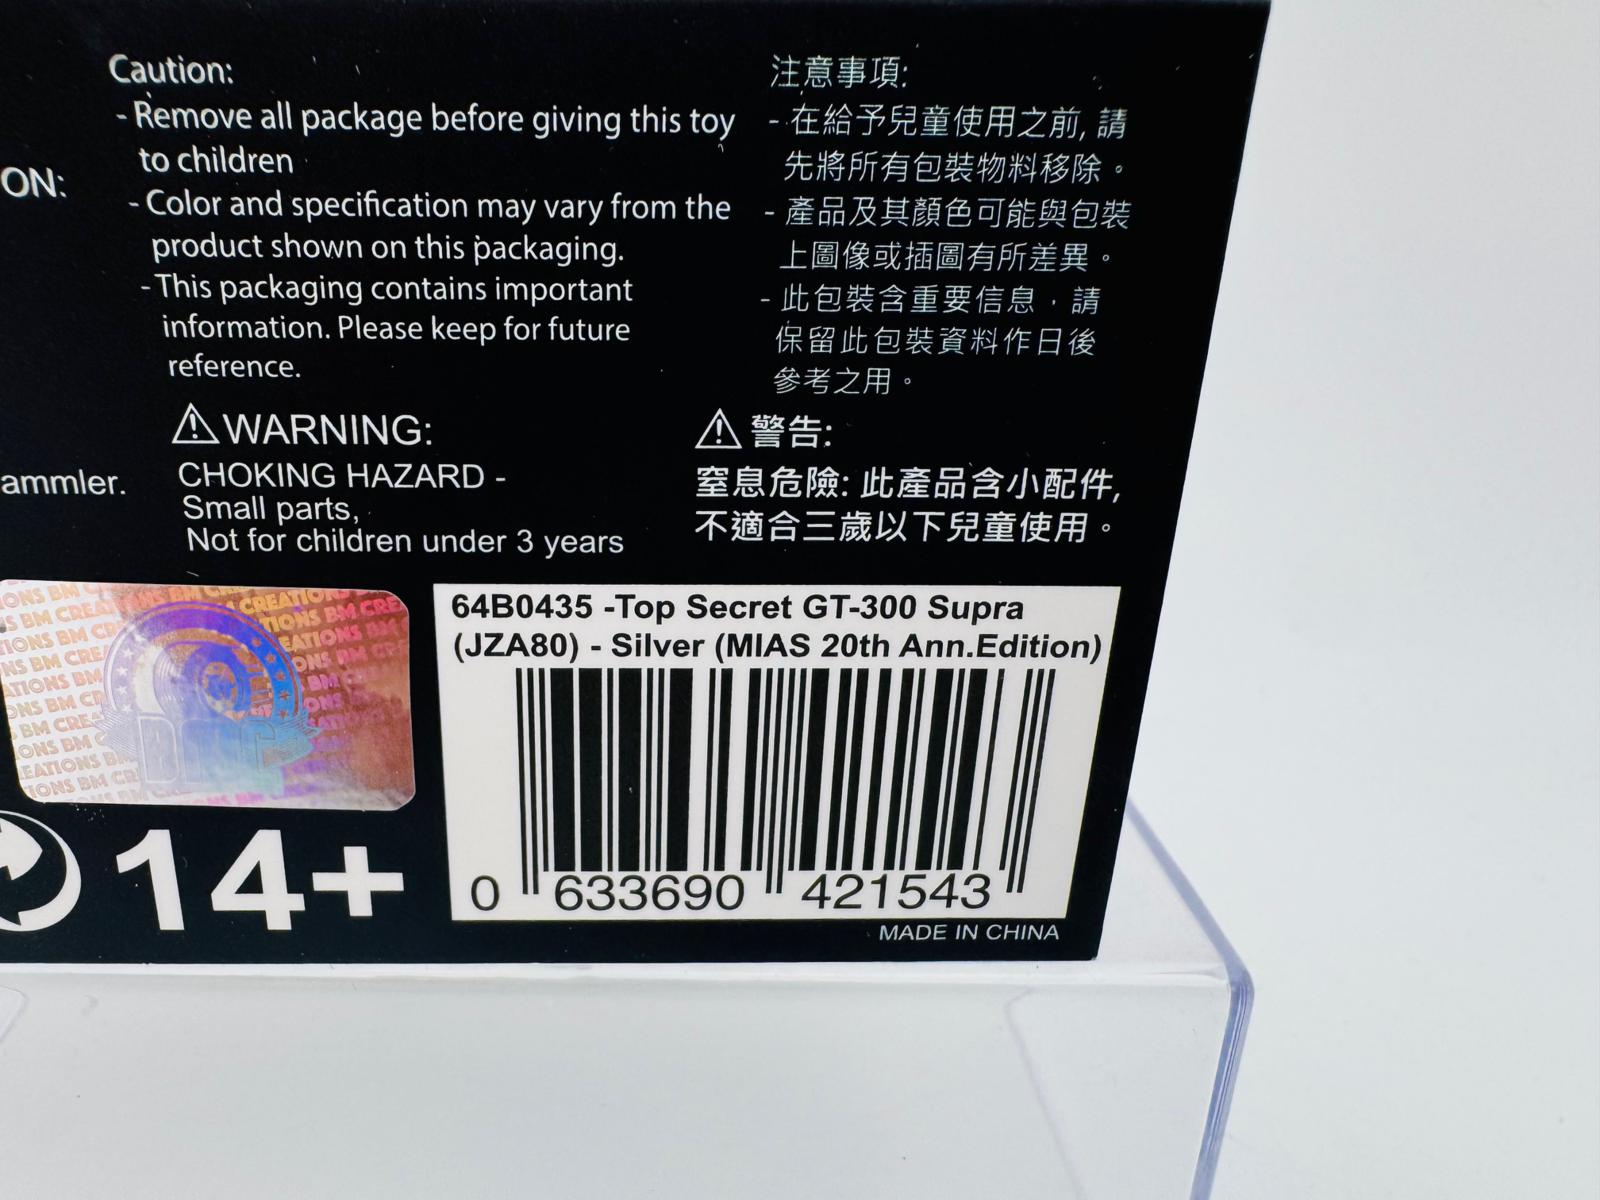 Caution:
- Remove all package before giving this toy
to children
- Color and specification may vary from the
product shown on this packaging.
- This packaging contains important
information. Please keep for future
reference.
注意事項:
- 在給予兒童使用之前, 請
先將所有包裝物料移除。
- 產品及其顏色可能與包裝
上圖像或插圖有所差異。
- 此包裝含重要信息，請
保留此包裝資料作日後
參考之用。
ON:
ammler.
⚠WARNING:
CHOKING HAZARD -
Small parts,
Not for children under 3 years
⚠ 警告:
窒息危險: 此產品含小配件,
不適合三歲以下兒童使用。
BM CREATIONS
BMC
14+
64B0435 -Top Secret GT-300 Supra
(JZA80) - Silver (MIAS 20th Ann.Edition)
0 633690 421543
MADE IN CHINA